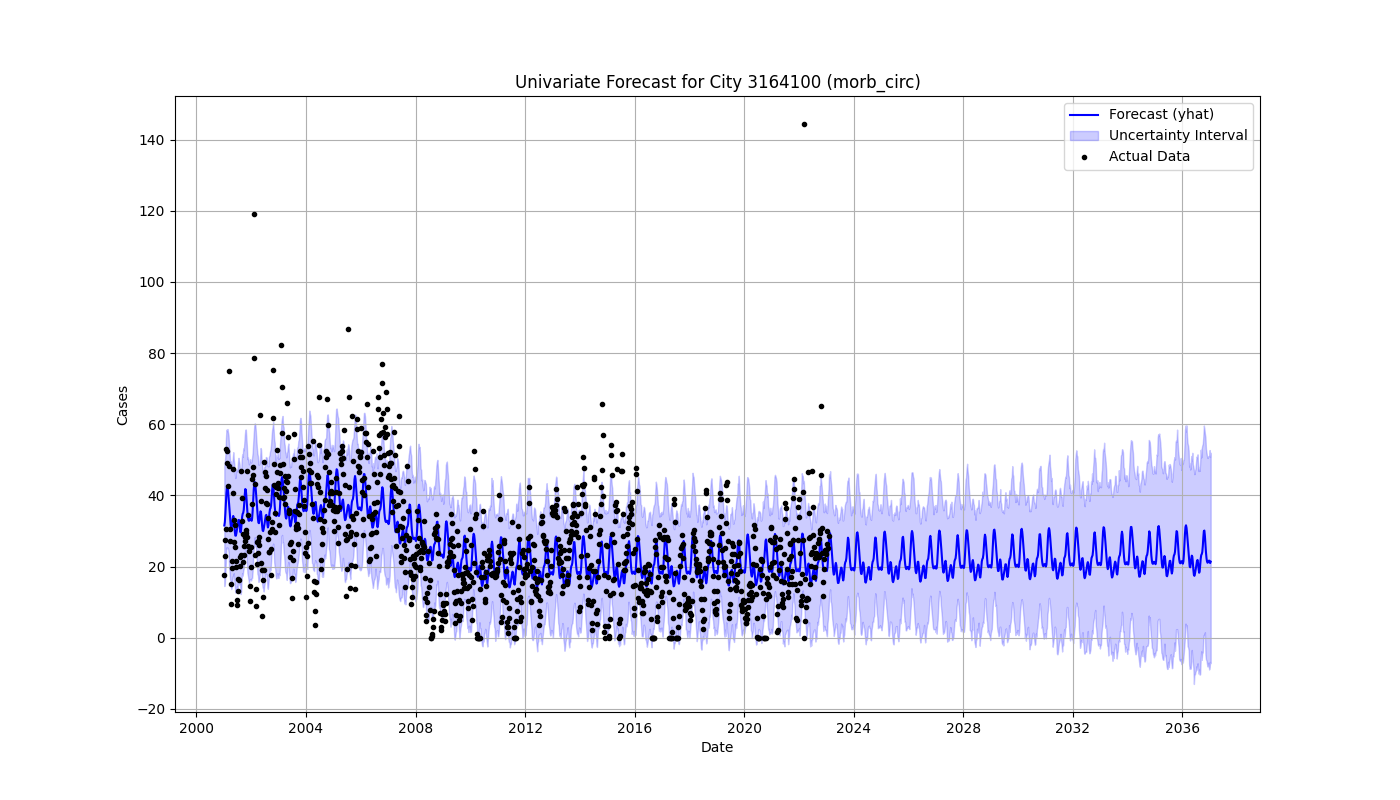 Univariate Forecast for City 3164100 (morb_circ)
Forecast (yhat)
Uncertainty Interval
Actual Data
140
120
100
80
60
40
20
0
−20
Cases
2000 2004 2008 2012 2016 2020 2024 2028 2032 2036
Date